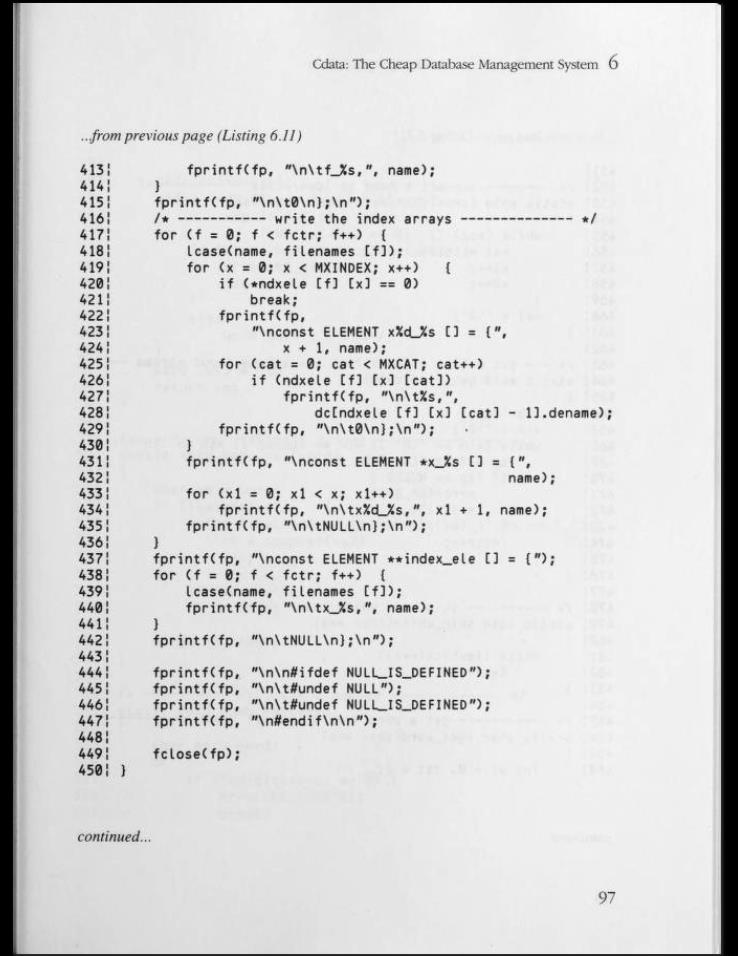 Cdata: The Cheap Database Management System 6
...from previous page (Listing 6.11)
413¦         fprintf(fp, "\n\tf_%s,", name);
414¦     }
415¦     fprintf(fp, "\n\t0\n};\n");
416¦     /* ----------- write the index arrays -------------- */
417¦     for (f = 0; f < fctr; f++)  {
418¦         lcase(name, filenames [f]);
419¦         for (x = 0; x < MXINDEX; x++)   {
420¦             if (*ndxele [f] [x] == 0)
421¦                 break;
422¦             fprintf(fp,
423¦                 "\nconst ELEMENT x%d_%s [] = {",
424¦                     x + 1, name);
425¦             for (cat = 0; cat < MXCAT; cat++)
426¦                 if (ndxele [f] [x] [cat])
427¦                     fprintf(fp, "\n\t%s,",
428¦                         dc[ndxele [f] [x] [cat] - 1].dename);
429¦             fprintf(fp, "\n\t0\n};\n");
430¦         }
431¦         fprintf(fp, "\nconst ELEMENT *x_%s [] = {",
432¦                                                 name);
433¦         for (x1 = 0; x1 < x; x1++)
434¦             fprintf(fp, "\n\tx%d_%s,", x1 + 1, name);
435¦         fprintf(fp, "\n\tNULL\n};\n");
436¦     }
437¦     fprintf(fp, "\nconst ELEMENT **index_ele [] = {");
438¦     for (f = 0; f < fctr; f++)  {
439¦         lcase(name, filenames [f]);
440¦         fprintf(fp, "\n\tx_%s,", name);
441¦     }
442¦     fprintf(fp, "\n\tNULL\n};\n");
443¦
444¦     fprintf(fp, "\n\n#ifdef NULL_IS_DEFINED");
445¦     fprintf(fp, "\n\t#undef NULL");
446¦     fprintf(fp, "\n\t#undef NULL_IS_DEFINED");
447¦     fprintf(fp, "\n#endif\n\n");
448¦
449¦     fclose(fp);
450¦ }
continued...
97